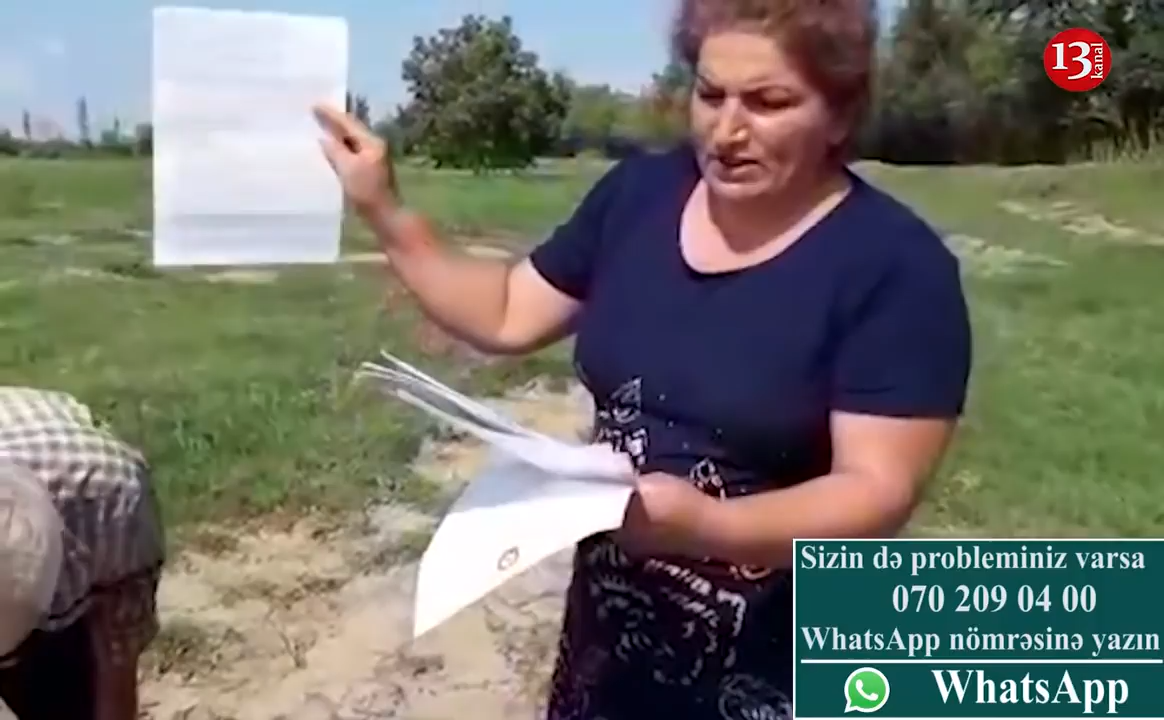 13
kanal
Sizin də probleminiz varsa
070 209 04 00
WhatsApp nömrəsinə yazın
WhatsApp